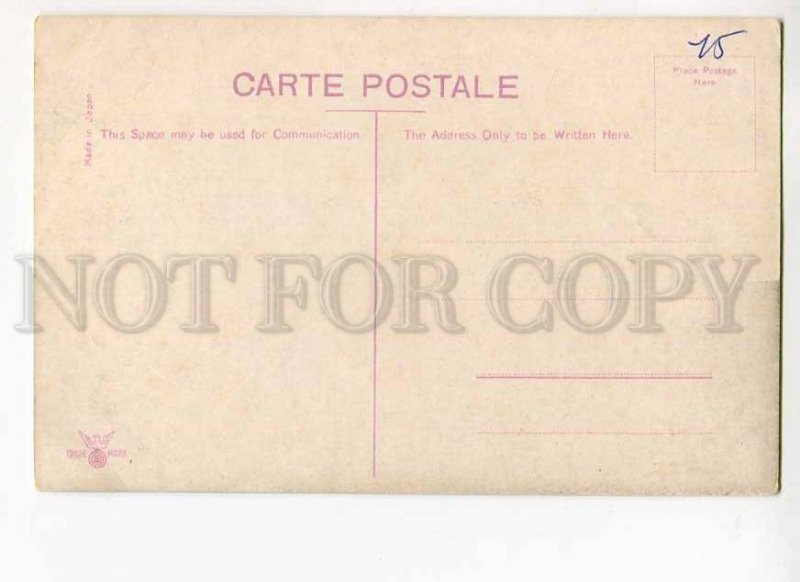 15
CARTE POSTALE
Place Postage
Here
Made in Japan
This Space may be used for Communication.
The Address Only to be Written Here.
NOT FOR COPY
TRADE MARK